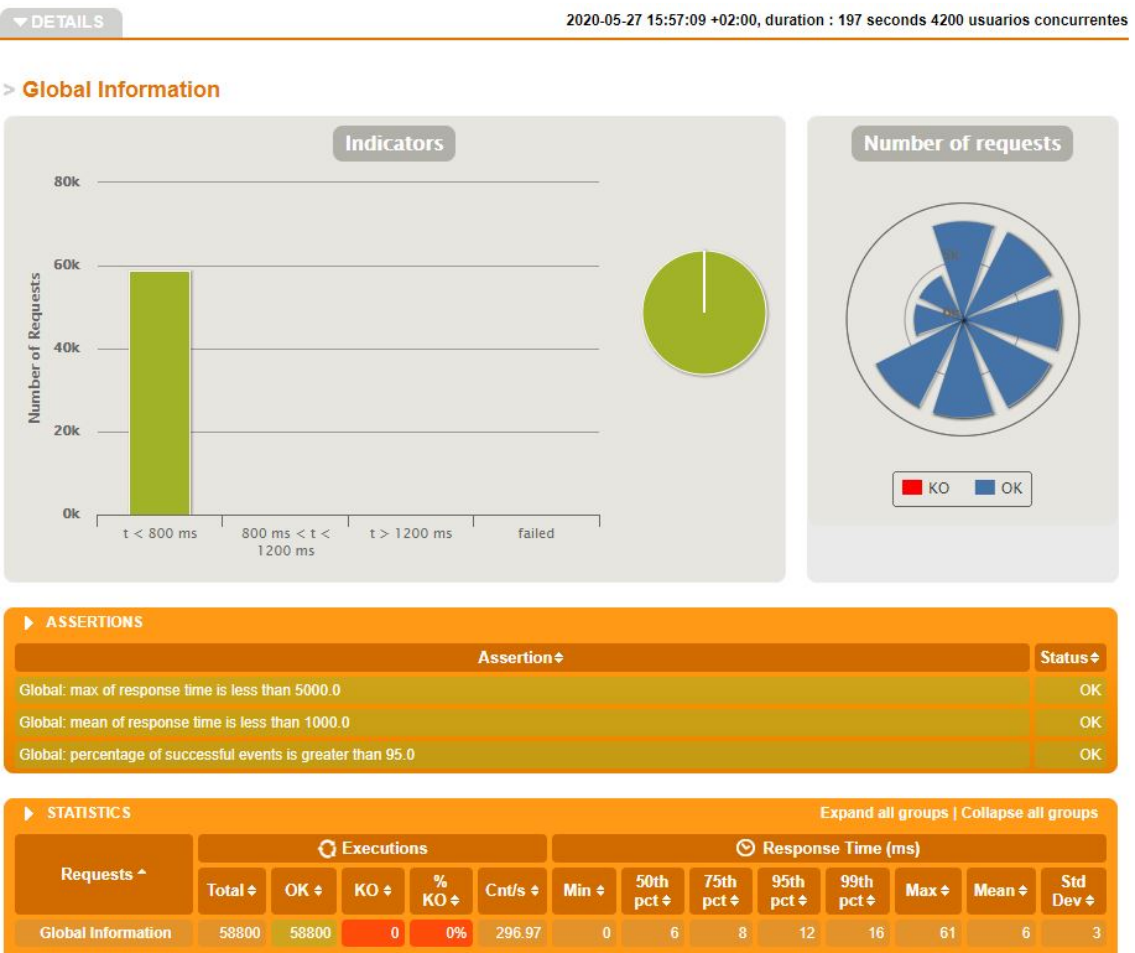 DETAILS
2020-05-27 15:57:09 +02:00, duration : 197 seconds 4200 usuarios concurrentes
> Global Information
Indicators
Number of requests
80k
60k
40k
20k
0k
Number of Requests
t < 800 ms
800 ms < t <
1200 ms
t > 1200 ms
failed
KO
OK
ASSERTIONS
Assertion
Status
Global: max of response time is less than 5000.0
OK
Global: mean of response time is less than 1000.0
OK
Global: percentage of successful events is greater than 95.0
OK
STATISTICS
Expand all groups | Collapse all groups
Requests
Executions
Response Time (ms)
Total
OK
KO
%
KO
Cnt/s
Min
50th
pct
75th
pct
95th
pct
99th
pct
Max
Mean
Std
Dev
Global Information 58800 58800 0 0% 296.97 0 6 8 12 16 61 6 3